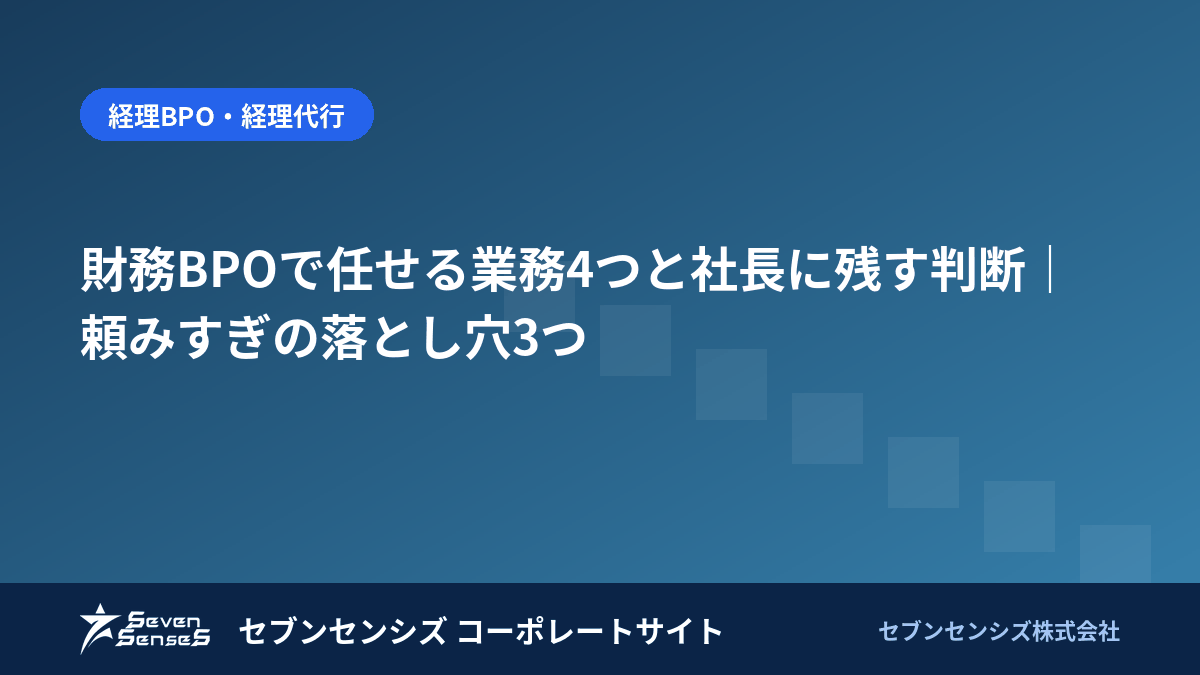 経理BPO・経理代行
財務BPOで任せる業務4つと社長に残す判断｜
頼みすぎの落とし穴3つ
Seven
SenseS
セブンセンシズ コーポレートサイト
セブンセンシズ株式会社